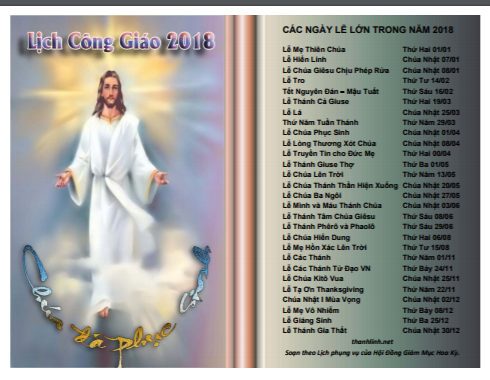 Lịch Công Giáo 2018
Con đã phục sinh
CÁC NGÀY LỄ LỚN TRONG NĂM 2018
Lễ Mẹ Thiên Chúa Thứ Hai 01/01
Lễ Hiển Linh Chúa Nhật 07/01
Lễ Chúa Giêsu Chịu Phép Rửa Chúa Nhật 08/01
Lễ Tro Thứ Tư 14/02
Tết Nguyên Đán – Mậu Tuất Thứ Sáu 16/02
Lễ Thánh Cả Giuse Thứ Hai 19/03
Lễ Lá Chúa Nhật 25/03
Thứ Năm Tuần Thánh Thứ Năm 29/03
Lễ Chúa Phục Sinh Chúa Nhật 01/04
Lễ Lòng Thương Xót Chúa Chúa Nhật 08/04
Lễ Truyền Tin cho Đức Mẹ Thứ Hai 00/04
Lễ Thánh Giuse Thợ Thứ Ba 01/05
Lễ Chúa Lên Trời Thứ Năm 13/05
Lễ Chúa Thánh Thần Hiện Xuống Chúa Nhật 20/05
Lễ Chúa Ba Ngôi Chúa Nhật 27/05
Lễ Mình và Máu Thánh Chúa Chúa Nhật 03/06
Lễ Thánh Tâm Chúa Giêsu Thứ Sáu 08/06
Lễ Thánh Phêrô và Phaolô Thứ Sáu 29/06
Lễ Chúa Hiển Dung Thứ Hai 06/08
Lễ Mẹ Hồn Xác Lên Trời Thứ Tư 15/08
Lễ Các Thánh Thứ Năm 01/11
Lễ Các Thánh Tử Đạo VN Thứ Bảy 24/11
Lễ Chúa Kitô Vua Chúa Nhật 25/11
Lễ Tạ Ơn Thanksgiving Thứ Năm 22/11
Chúa Nhật I Mùa Vọng Chúa Nhật 02/12
Lễ Mẹ Vô Nhiễm Thứ Bảy 08/12
Lễ Giáng Sinh Thứ Ba 25/12
Lễ Thánh Gia Thất Chúa Nhật 30/12
thanhlinh.net
Soạn theo Lịch phụng vụ của Hội Đồng Giám Mục Hoa Kỳ.